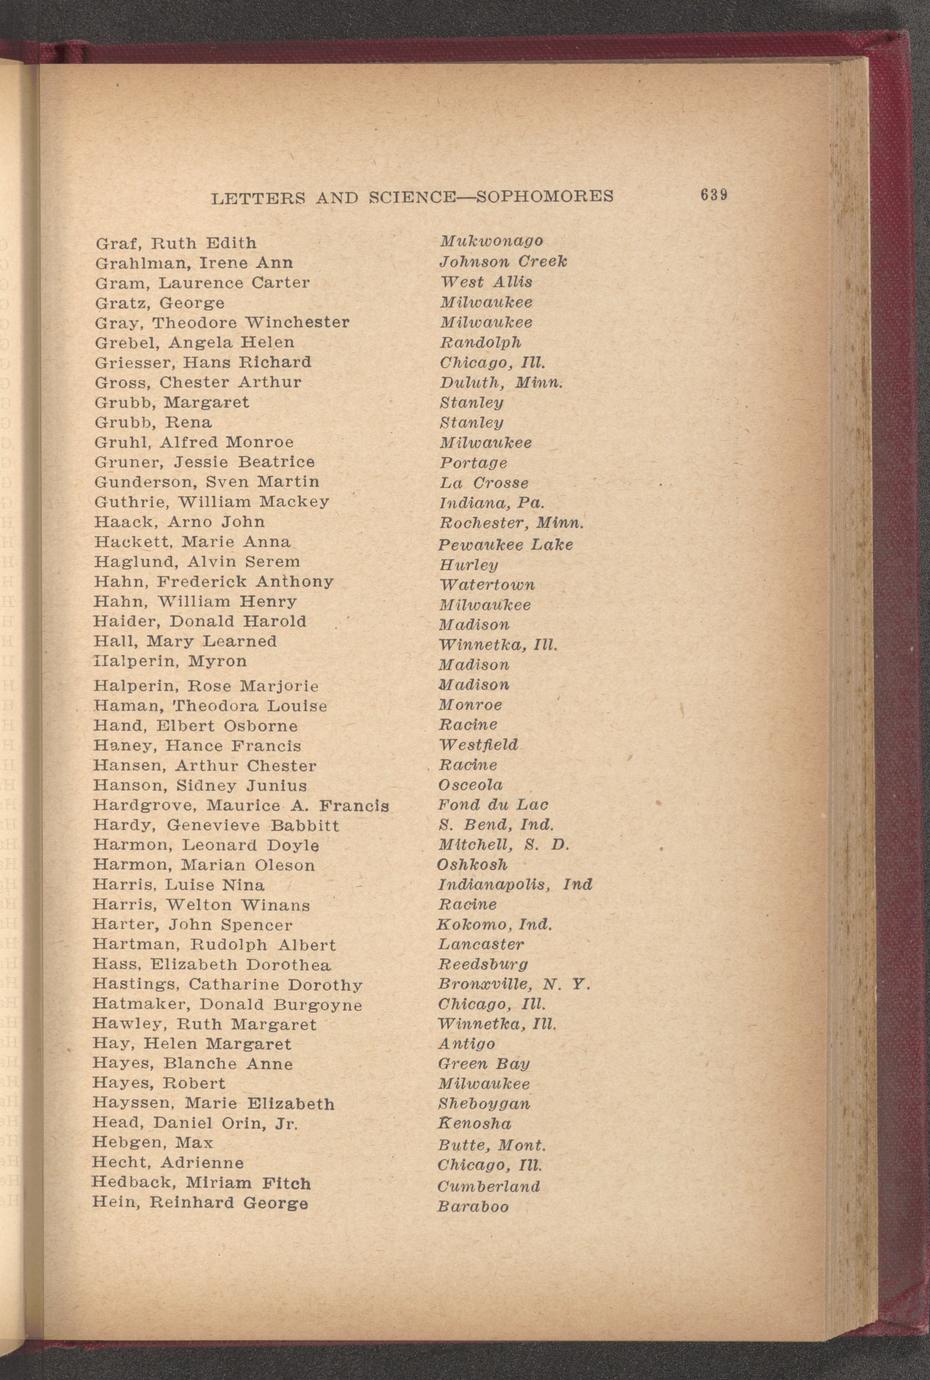 LETTERS AND SCIENCE—SOPHOMORES 639
Graf, Ruth Edith Mukwonago
Grahlman, Irene Ann Johnson Creek
Gram, Laurence Carter West Allis
Gratz, George Milwaukee
Gray, Theodore Winchester Milwaukee
Grebel, Angela Helen Randolph
Griesser, Hans Richard Chicago, Ill.
Gross, Chester Arthur Duluth, Minn.
Grubb, Margaret Stanley
Grubb, Rena Stanley
Gruhl, Alfred Monroe Milwaukee
Gruner, Jessie Beatrice Portage
Gunderson, Sven Martin La Crosse
Guthrie, William Mackey Indiana, Pa.
Haack, Arno John Rochester, Minn.
Hackett, Marie Anna Pewaukee Lake
Haglund, Alvin Serem Hurley
Hahn, Frederick Anthony Watertown
Hahn, William Henry Milwaukee
Haider, Donald Harold Madison
Hall, Mary Learned Winnetka, Ill.
Halperin, Myron Madison
Halperin, Rose Marjorie Madison
Haman, Theodora Louise Monroe
Hand, Elbert Osborne Racine
Haney, Hance Francis Westfield
Hansen, Arthur Chester Racine
Hanson, Sidney Junius Osceola
Hardgrove, Maurice A. Francis Fond du Lac
Hardy, Genevieve Babbitt S. Bend, Ind.
Harmon, Leonard Doyle Mitchell, S. D.
Harmon, Marian Oleson Oshkosh
Harris, Luise Nina Indianapolis, Ind
Harris, Welton Winans Racine
Harter, John Spencer Kokomo, Ind.
Hartman, Rudolph Albert Lancaster
Hass, Elizabeth Dorothea Reedsburg
Hastings, Catharine Dorothy Bronxville, N. Y.
Hatmaker, Donald Burgoyne Chicago, Ill.
Hawley, Ruth Margaret Winnetka, Ill.
Hay, Helen Margaret Antigo
Hayes, Blanche Anne Green Bay
Hayes, Robert Milwaukee
Hayssen, Marie Elizabeth Sheboygan
Head, Daniel Orin, Jr. Kenosha
Hebgen, Max Butte, Mont.
Hecht, Adrienne Chicago, Ill.
Hedback, Miriam Fitch Cumberland
Hein, Reinhard George Baraboo